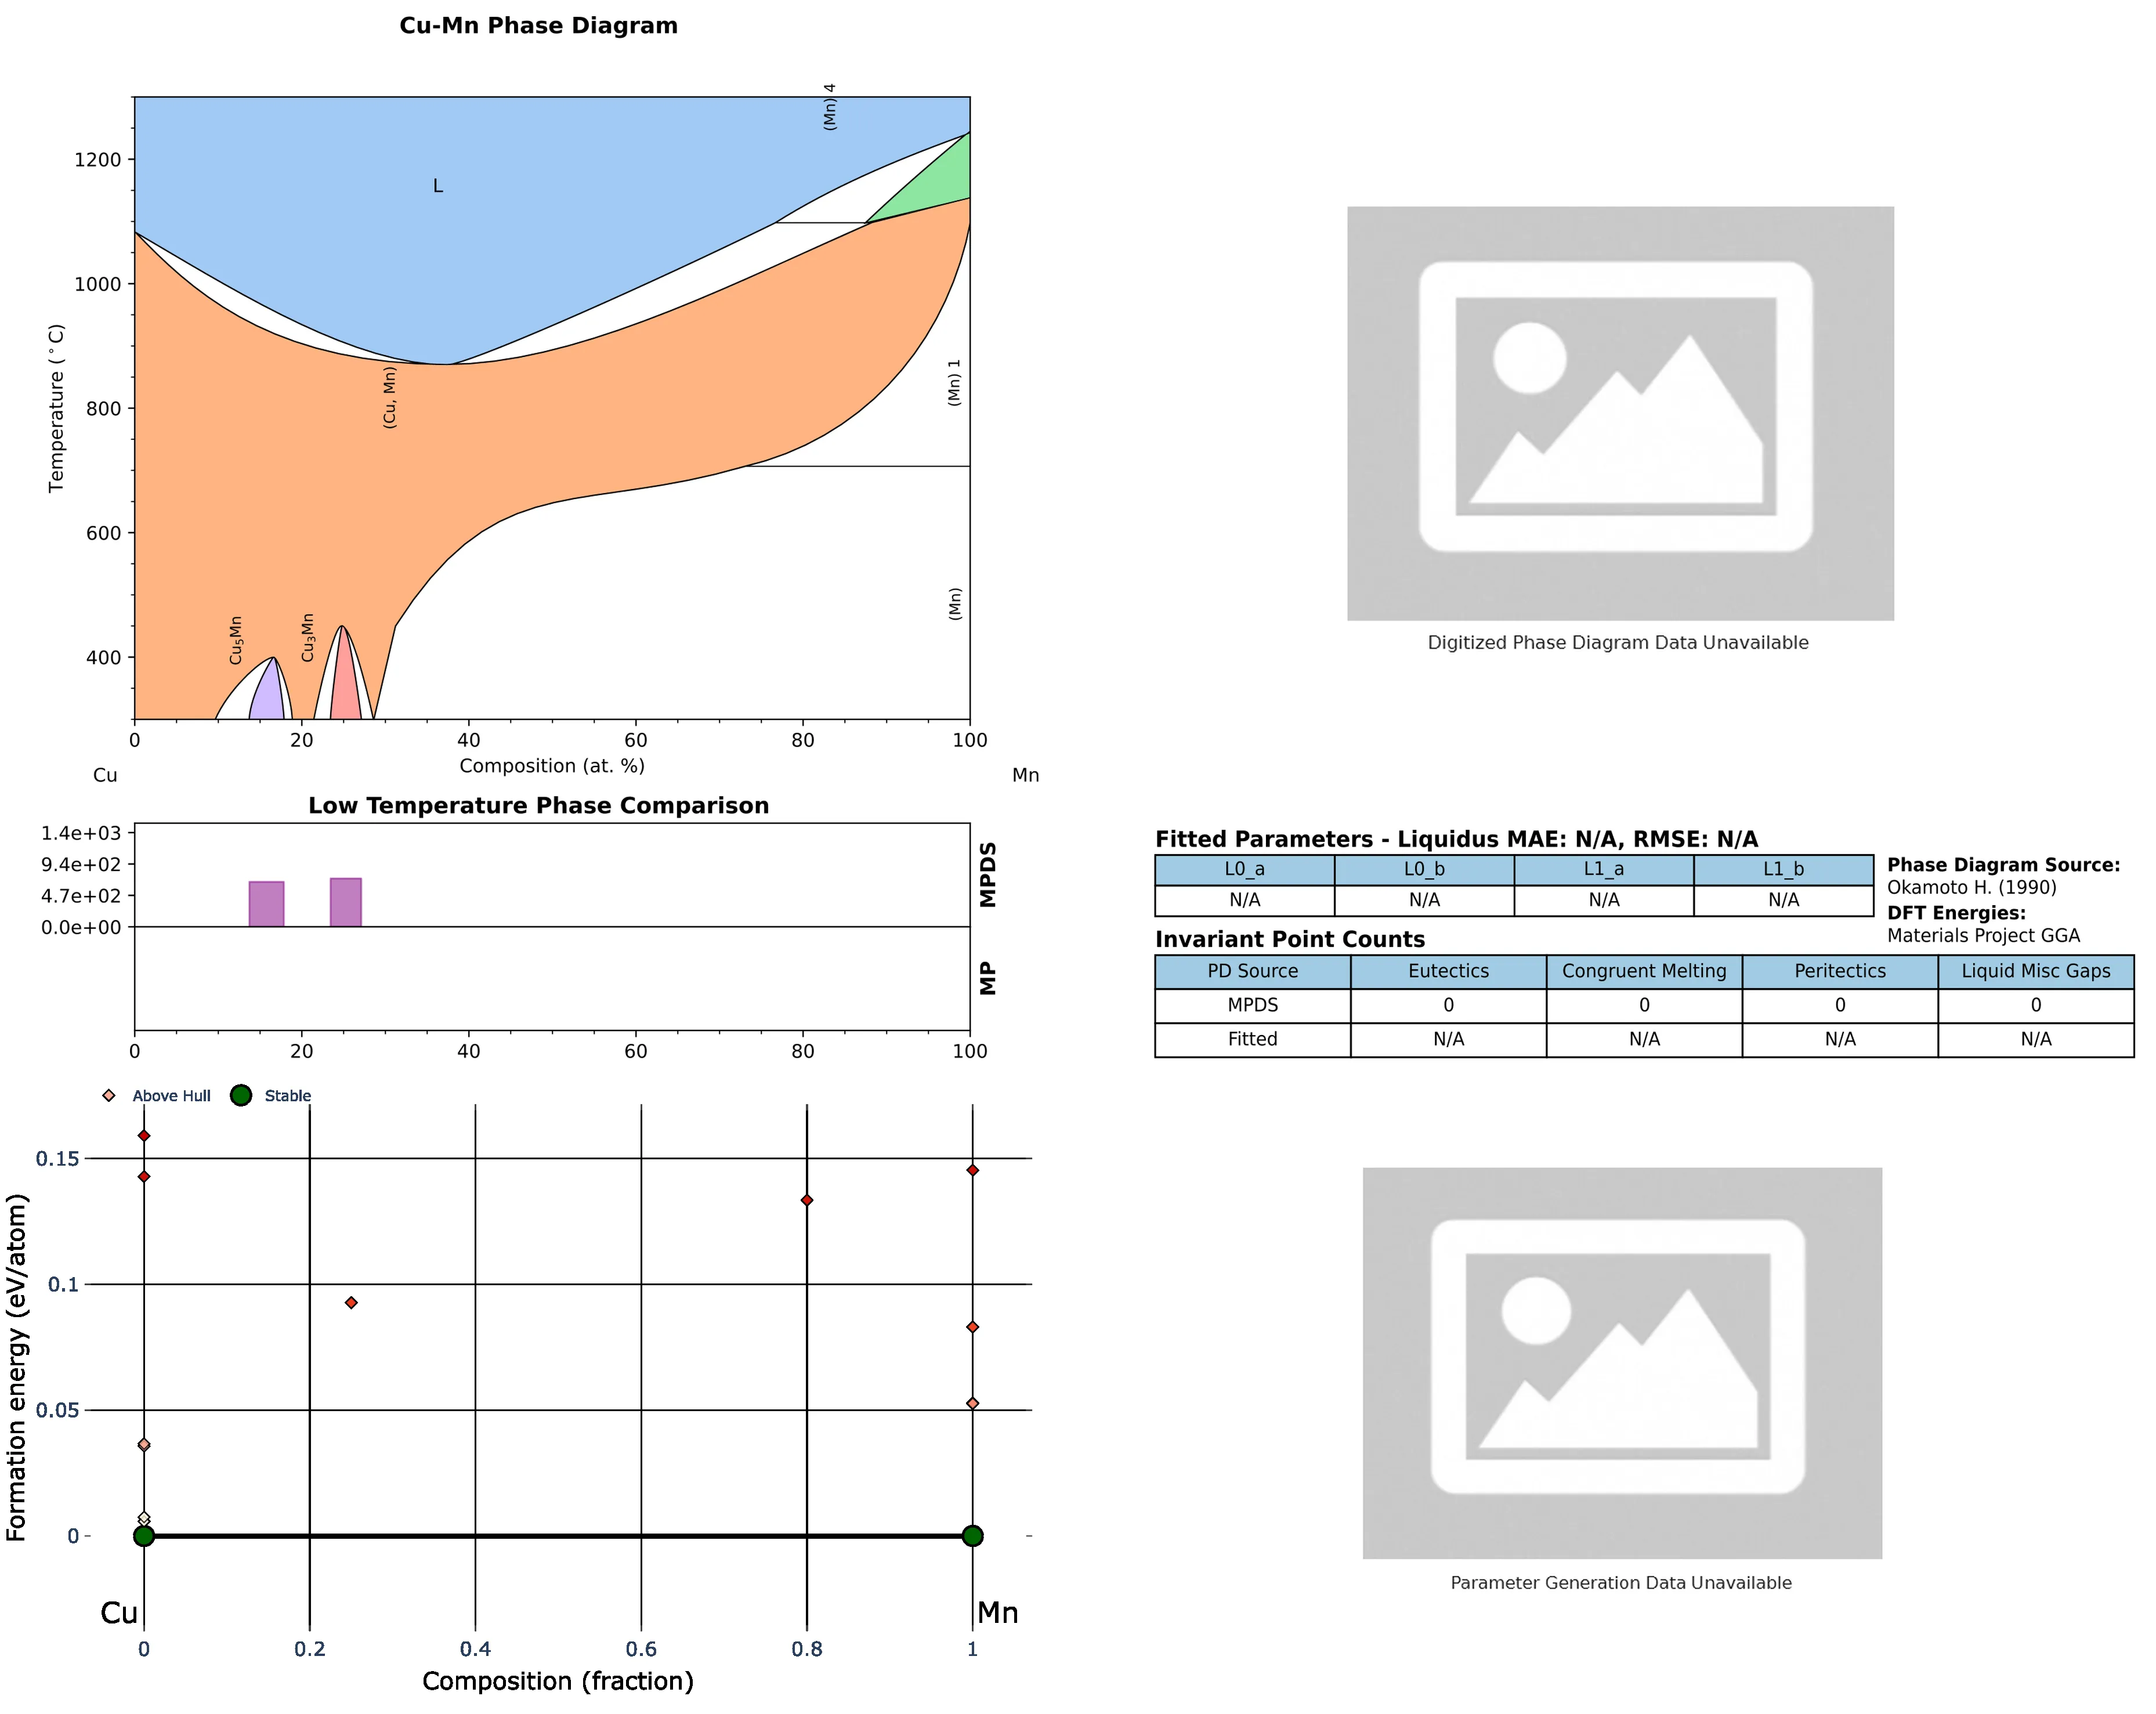 Cu-Mn Phase Diagram
(Mn) 4
L
(Cu, Mn)
(Mn) 1
(Mn)
Cu₅Mn
Cu₃Mn
Temperature (°C)
1200
1000
800
600
400
0 20 40 60 80 100
Composition (at. %)
Cu Mn
Digitized Phase Diagram Data Unavailable
Low Temperature Phase Comparison
1.4e+03
9.4e+02
4.7e+02
0.0e+00
MPDS
MP
0 20 40 60 80 100
Fitted Parameters - Liquidus MAE: N/A, RMSE: N/A
L0_a L0_b L1_a L1_b
N/A N/A N/A N/A
Phase Diagram Source:
Okamoto H. (1990)
DFT Energies:
Materials Project GGA
Invariant Point Counts
PD Source Eutectics Congruent Melting Peritectics Liquid Misc Gaps
MPDS 0 0 0 0
Fitted N/A N/A N/A N/A
Above Hull Stable
Formation energy (eV/atom)
0.15
0.1
0.05
0
Cu Mn
0 0.2 0.4 0.6 0.8 1
Composition (fraction)
Parameter Generation Data Unavailable